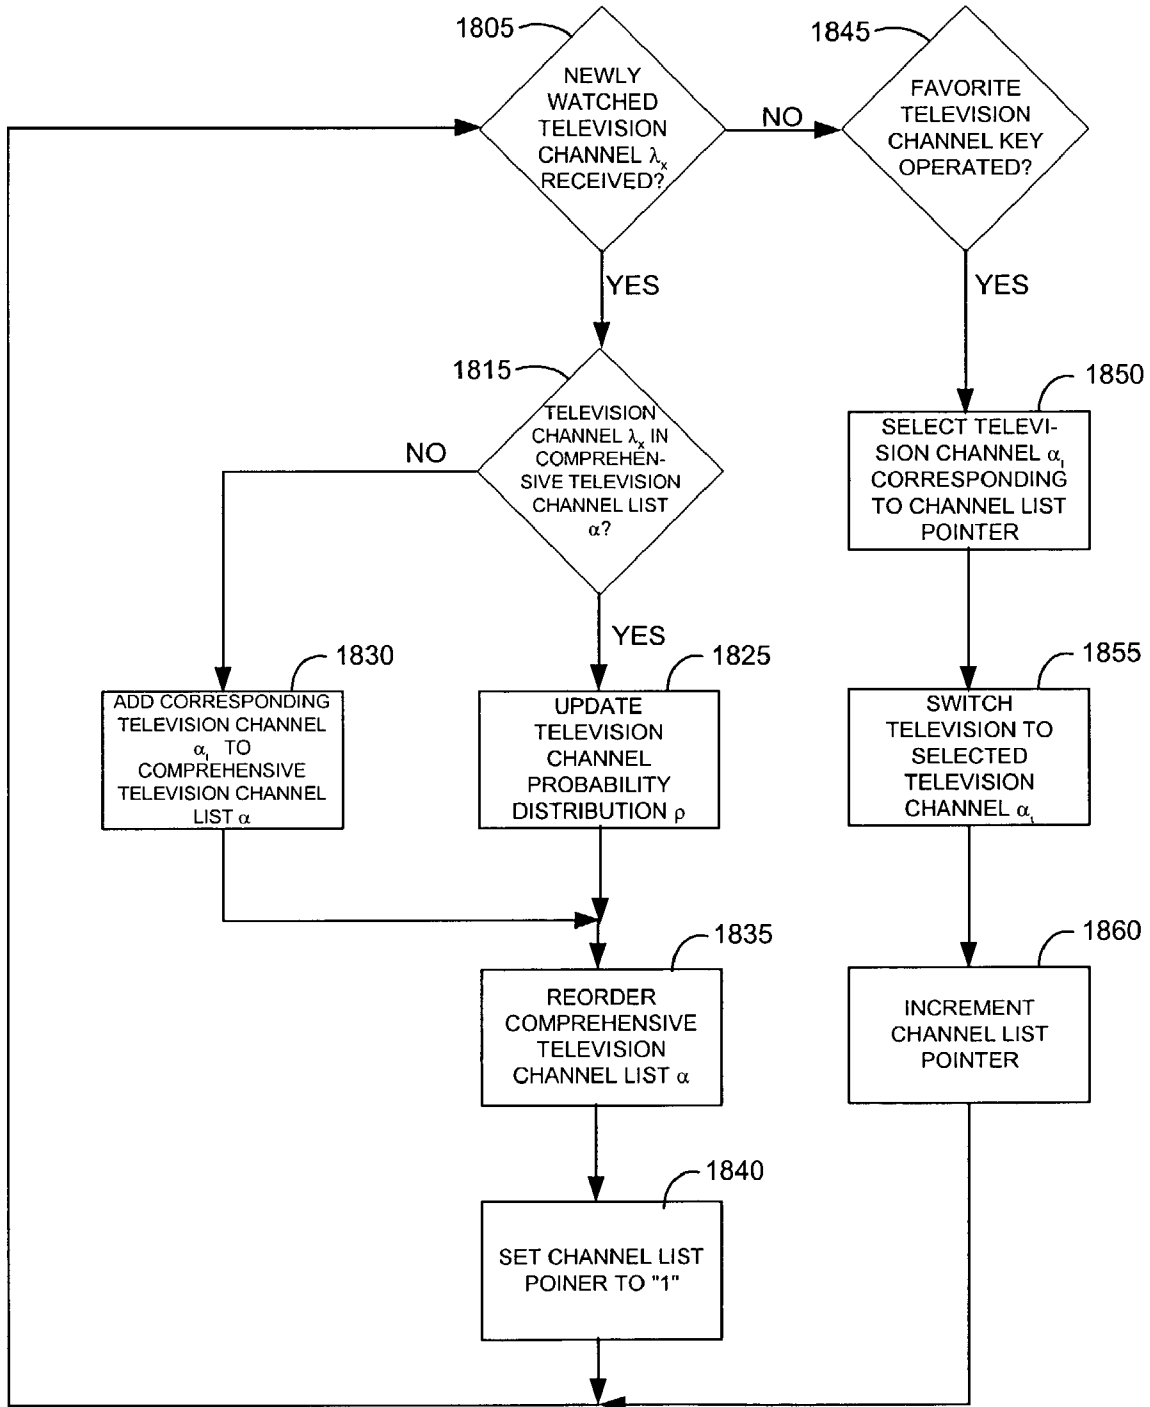 1805
NEWLY
WATCHED
TELEVISION
CHANNEL λx
RECEIVED?
NO
1845
FAVORITE
TELEVISION
CHANNEL KEY
OPERATED?
YES
YES
1815
TELEVISION
CHANNEL λx IN
COMPREHEN-
SIVE TELEVISION
CHANNEL LIST
α?
NO
YES
1850
SELECT TELEVI-
SION CHANNEL αi
CORRESPONDING
TO CHANNEL LIST
POINTER
1830
ADD CORRESPONDING
TELEVISION CHANNEL
αi TO
COMPREHENSIVE
TELEVISION CHANNEL
LIST α
1825
UPDATE
TELEVISION
CHANNEL
PROBABILITY
DISTRIBUTION ρ
1855
SWITCH
TELEVISION TO
SELECTED
TELEVISION
CHANNEL αi
1835
REORDER
COMPREHENSIVE
TELEVISION
CHANNEL LIST α
1860
INCREMENT
CHANNEL LIST
POINTER
1840
SET CHANNEL LIST
POINER TO "1"